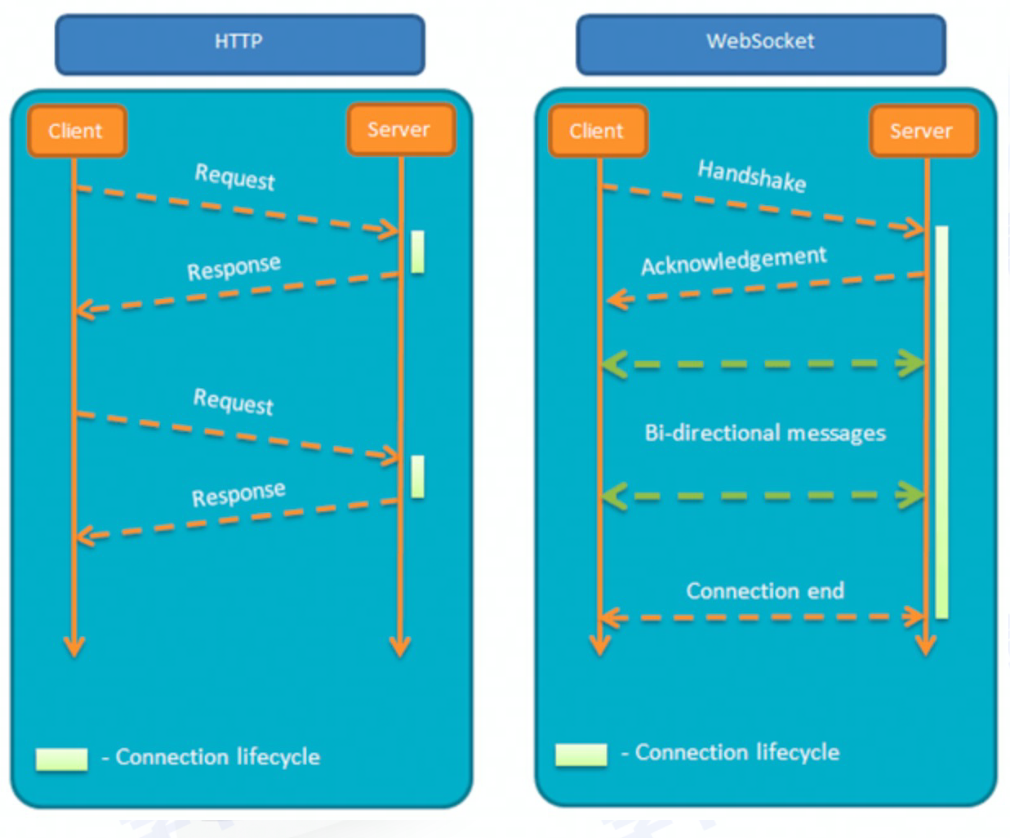 HTTP
Client
Server
Request
Response
Request
Response
- Connection lifecycle
WebSocket
Client
Server
Handshake
Acknowledgement
Bi-directional messages
Connection end
- Connection lifecycle